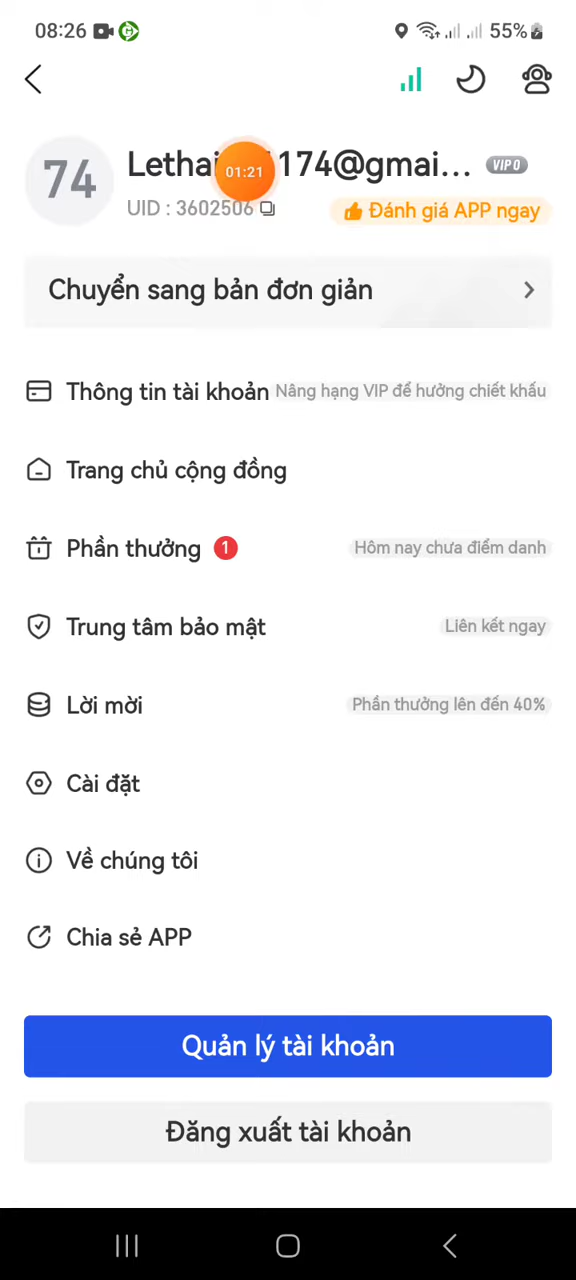 08:26 55%
74
Lethai 174@gmai... VIP 0
01:21
UID : 3602506
Đánh giá APP ngay
Chuyển sang bản đơn giản
Thông tin tài khoản Nâng hạng VIP để hưởng chiết khấu
Trang chủ cộng đồng
Phần thưởng 1 Hôm nay chưa điểm danh
Trung tâm bảo mật Liên kết ngay
Lời mời Phần thưởng lên đến 40%
Cài đặt
Về chúng tôi
Chia sẻ APP
Quản lý tài khoản
Đăng xuất tài khoản